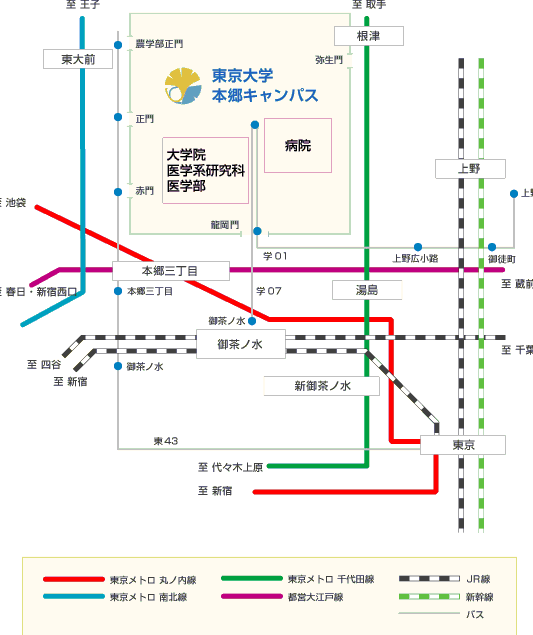 至 王子
至 取手
根津
東大前
農学部正門
弥生門
東京大学
本郷キャンパス
正門
大学院
医学系研究科
医学部
病院
上野
赤門
至 池袋
龍岡門
学01
上野広小路
御徒町
本郷三丁目
至 春日・新宿西口
本郷三丁目
学07
湯島
至 蔵前
御茶ノ水
御茶ノ水
至 四谷
至 千葉
至 新宿
御茶ノ水
新御茶ノ水
東43
東京
至 代々木上原
至 新宿
東京メトロ 丸ノ内線
東京メトロ 千代田線
JR線
東京メトロ 南北線
都営大江戸線
新幹線
バス